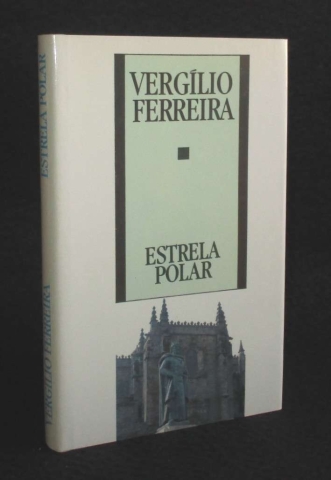 VERGÍLIO
FERREIRA
ESTRELA
POLAR
ESTRELA POLAR
VERGÍLIO FERREIRA